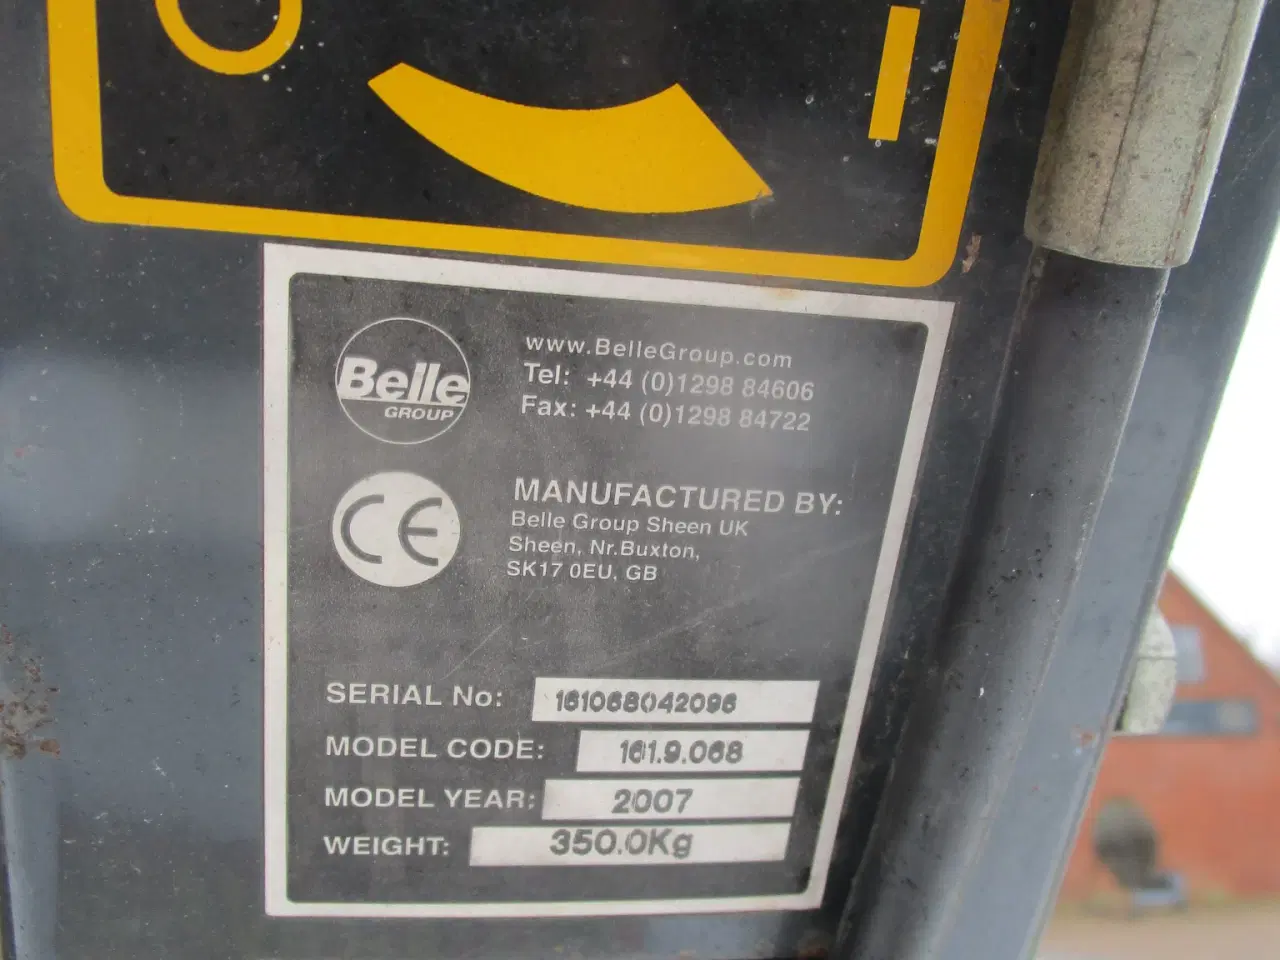 Belle
GROUP
www.BelleGroup.com
Tel: +44 (0)1298 84606
Fax: +44 (0)1298 84722
CE
MANUFACTURED BY:
Belle Group Sheen UK
Sheen, Nr.Buxton,
SK17 0EU, GB
SERIAL No: 161068042096
MODEL CODE: 161.9.068
MODEL YEAR: 2007
WEIGHT: 350.0Kg